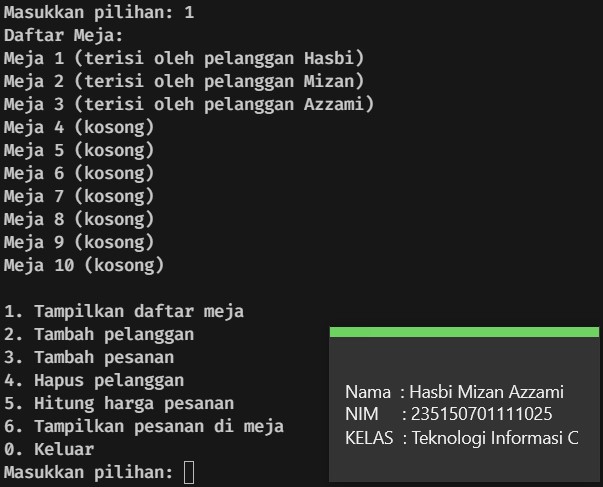 Masukkan pilihan: 1
Daftar Meja:
Meja 1 (terisi oleh pelanggan Hasbi)
Meja 2 (terisi oleh pelanggan Mizan)
Meja 3 (terisi oleh pelanggan Azzami)
Meja 4 (kosong)
Meja 5 (kosong)
Meja 6 (kosong)
Meja 7 (kosong)
Meja 8 (kosong)
Meja 9 (kosong)
Meja 10 (kosong)
1. Tampilkan daftar meja
2. Tambah pelanggan
3. Tambah pesanan
4. Hapus pelanggan
5. Hitung harga pesanan
6. Tampilkan pesanan di meja
0. Keluar
Masukkan pilihan:
Nama : Hasbi Mizan Azzami
NIM : 235150701111025
KELAS : Teknologi Informasi C